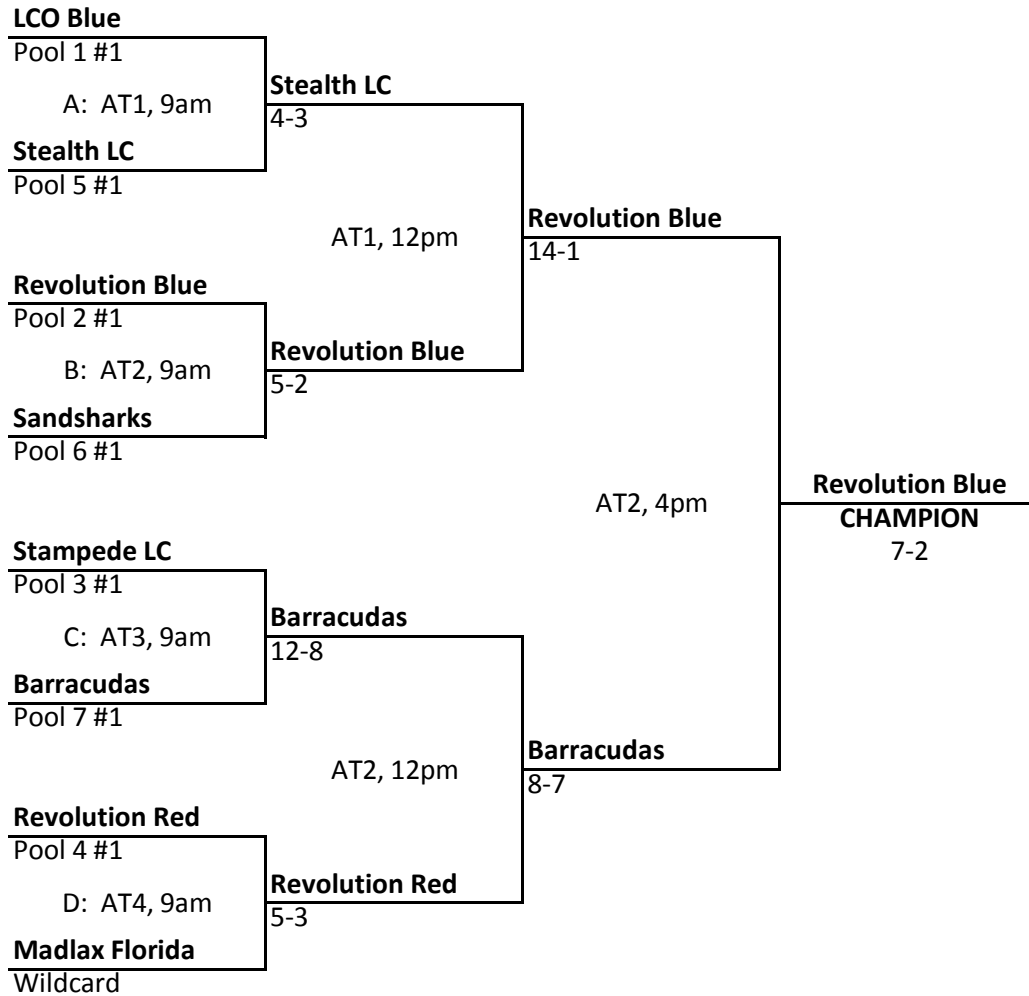 LCO Blue
Pool 1 #1
A: AT1, 9am
Stealth LC
4-3
Stealth LC
Pool 5 #1
AT1, 12pm
Revolution Blue
14-1
Revolution Blue
Pool 2 #1
B: AT2, 9am
Revolution Blue
5-2
Sandsharks
Pool 6 #1
AT2, 4pm
Revolution Blue
CHAMPION
7-2
Stampede LC
Pool 3 #1
C: AT3, 9am
Barracudas
12-8
Barracudas
Pool 7 #1
AT2, 12pm
Barracudas
8-7
Revolution Red
Pool 4 #1
D: AT4, 9am
Revolution Red
5-3
Madlax Florida
Wildcard